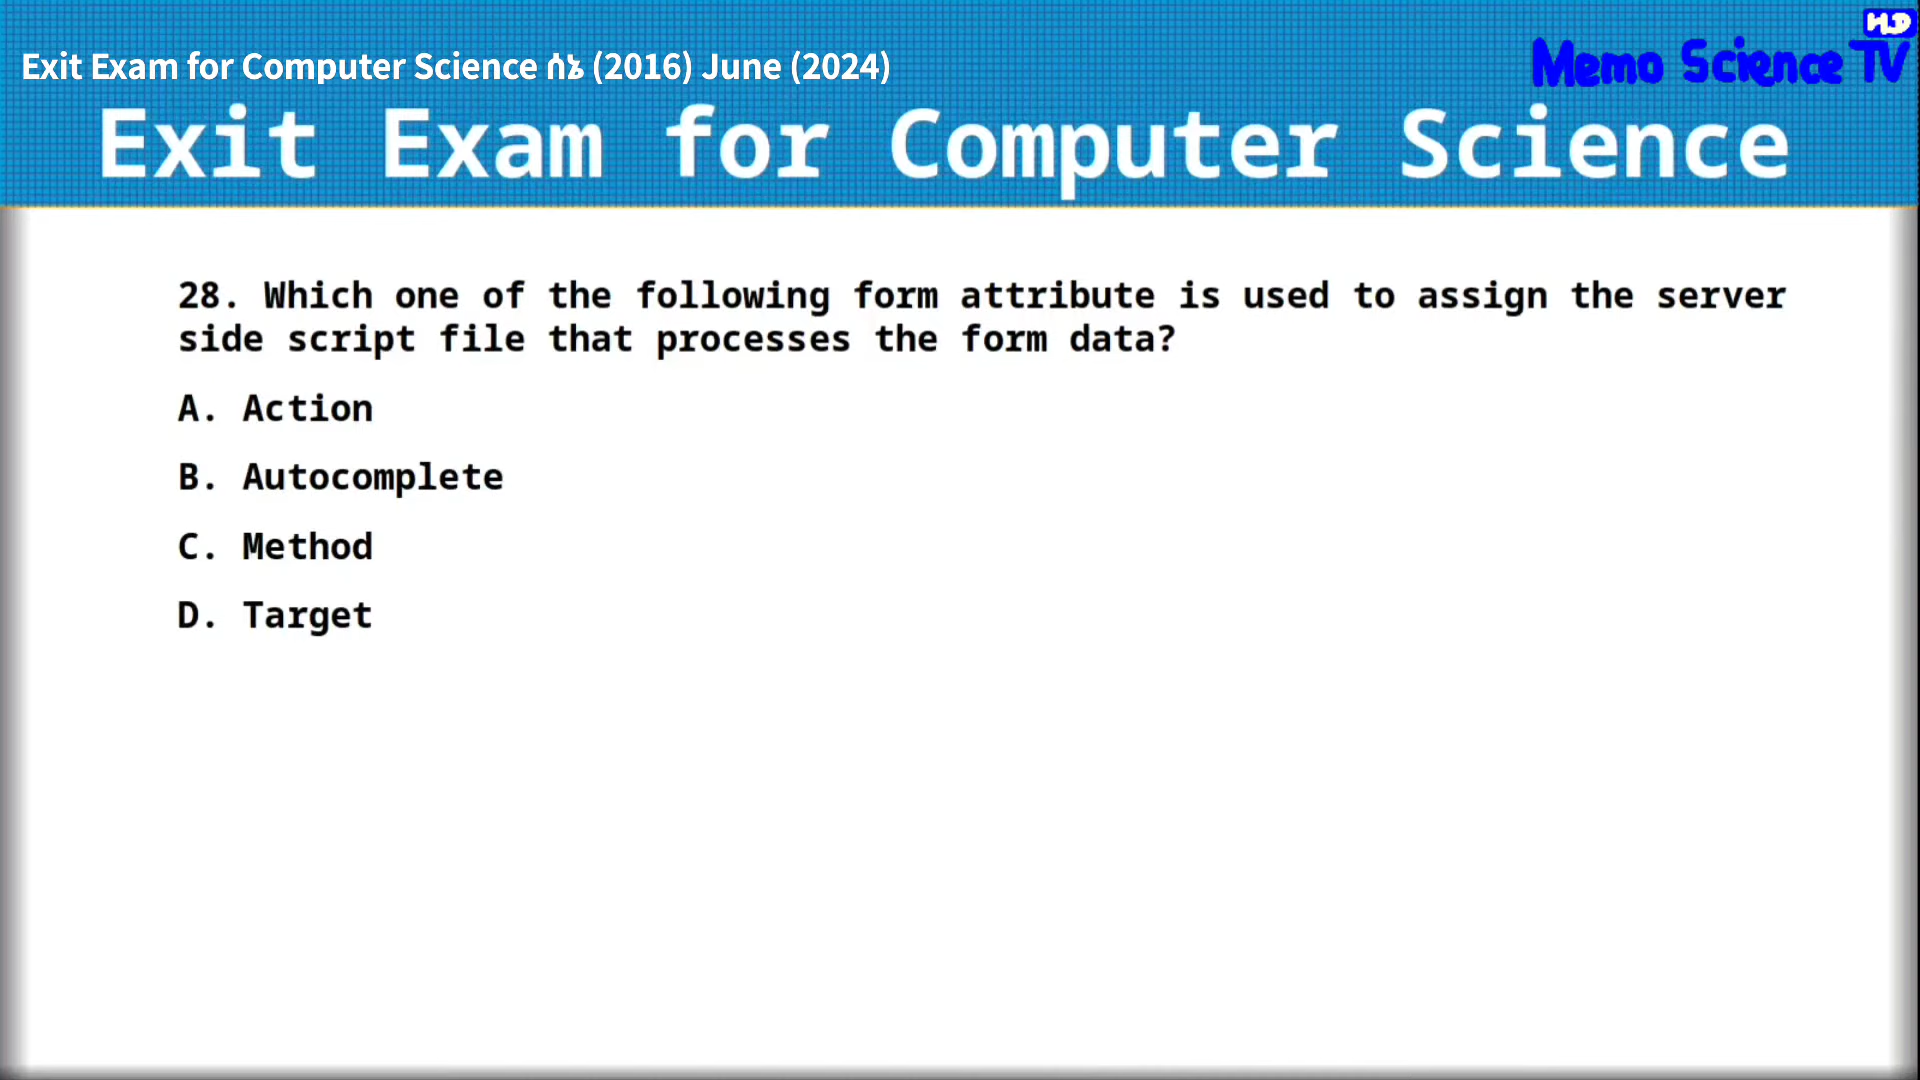 HD
Exit Exam for Computer Science ሰኔ (2016) June (2024)
Memo Science TV
Exit Exam for Computer Science
28. Which one of the following form attribute is used to assign the server
side script file that processes the form data?
A. Action
B. Autocomplete
C. Method
D. Target